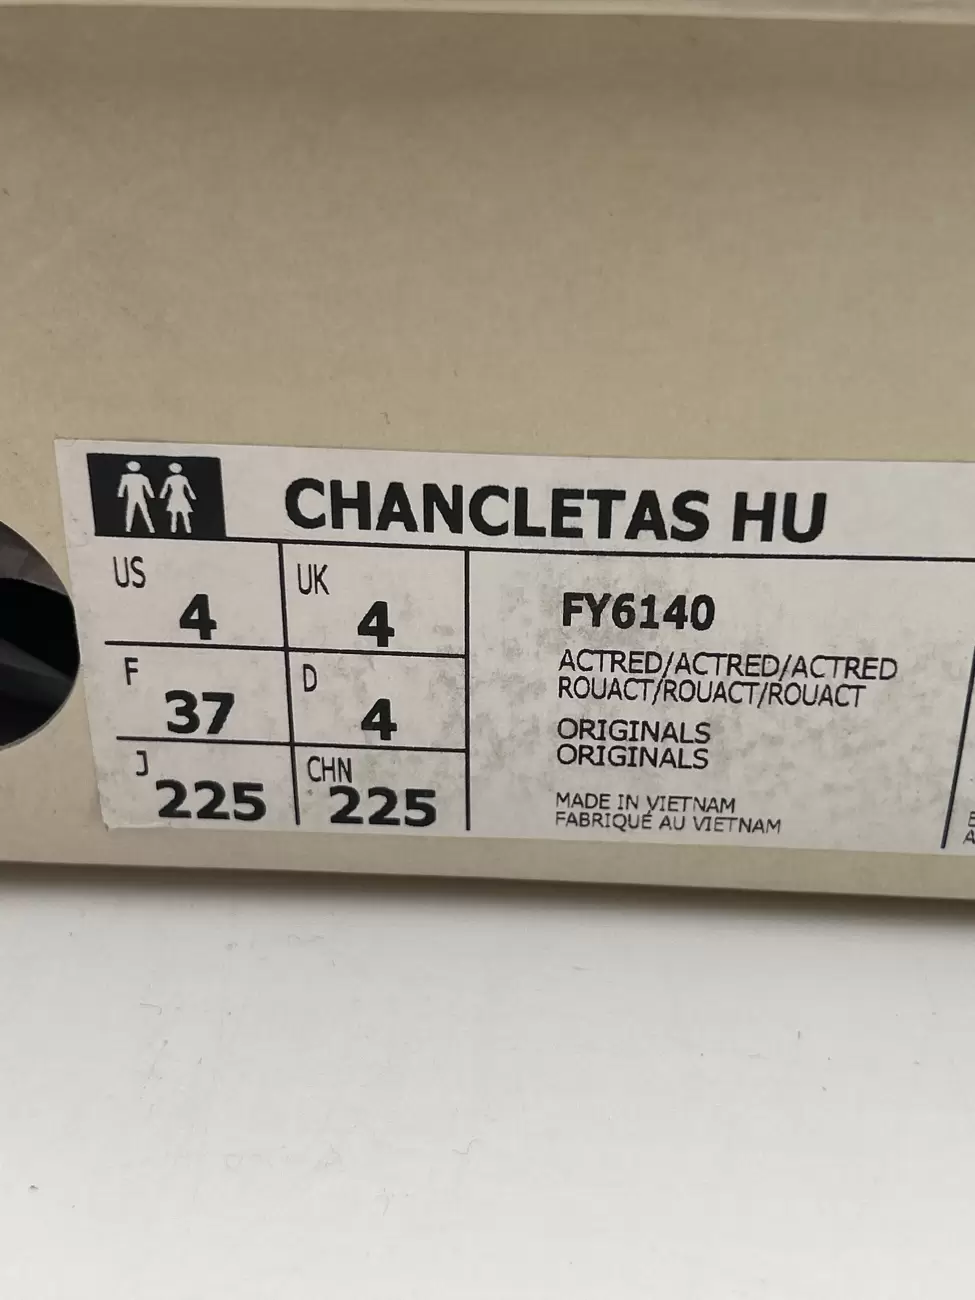 CHANCLETAS HU
US 4 UK 4
F 37 D 4
J 225 CHN 225
FY6140
ACTRED/ACTRED/ACTRED
ROUACT/ROUACT/ROUACT
ORIGINALS
ORIGINALS
MADE IN VIETNAM
FABRIQUÉ AU VIETNAM